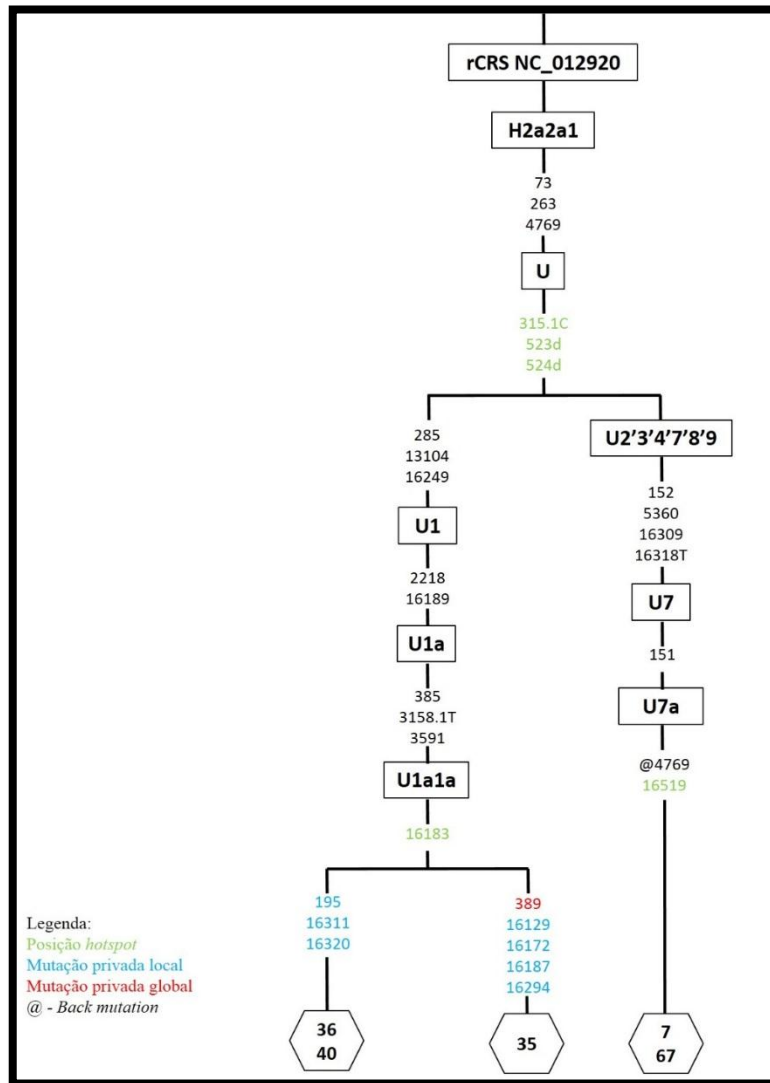 rCRS NC_012920
H2a2a1
73
263
4769
U
315.1C
523d
524d
285
13104
16249
U1
2218
16189
U1a
385
3158.1T
3591
U1a1a
16183
195
16311
16320
36
40
389
16129
16172
16187
16294
35
U2’3’4’7’8’9
152
5360
16309
16318T
U7
151
U7a
@4769
16519
7
67
Legenda:
Posição hotspot
Mutação privada local
Mutação privada global
@ - Back mutation